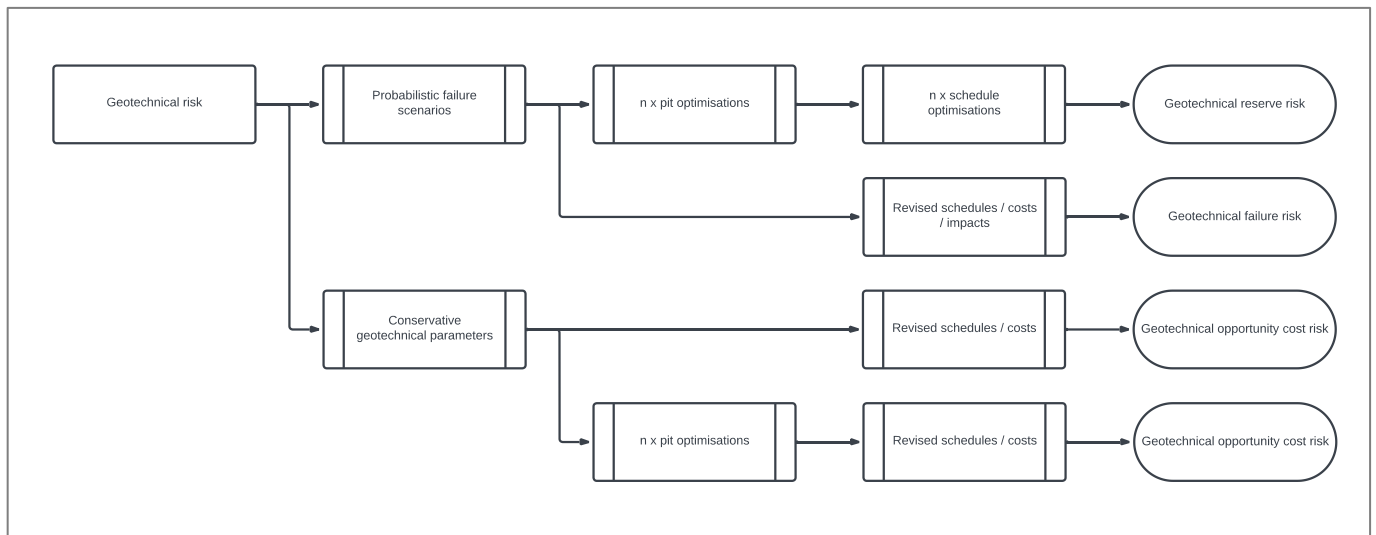 Geotechnical risk
Probabilistic failure
scenarios
n x pit optimisations
n x schedule
optimisations
Geotechnical reserve risk
Revised schedules / costs
/ impacts
Geotechnical failure risk
Conservative
geotechnical parameters
Revised schedules / costs
Geotechnical opportunity cost risk
n x pit optimisations
Revised schedules / costs
Geotechnical opportunity cost risk